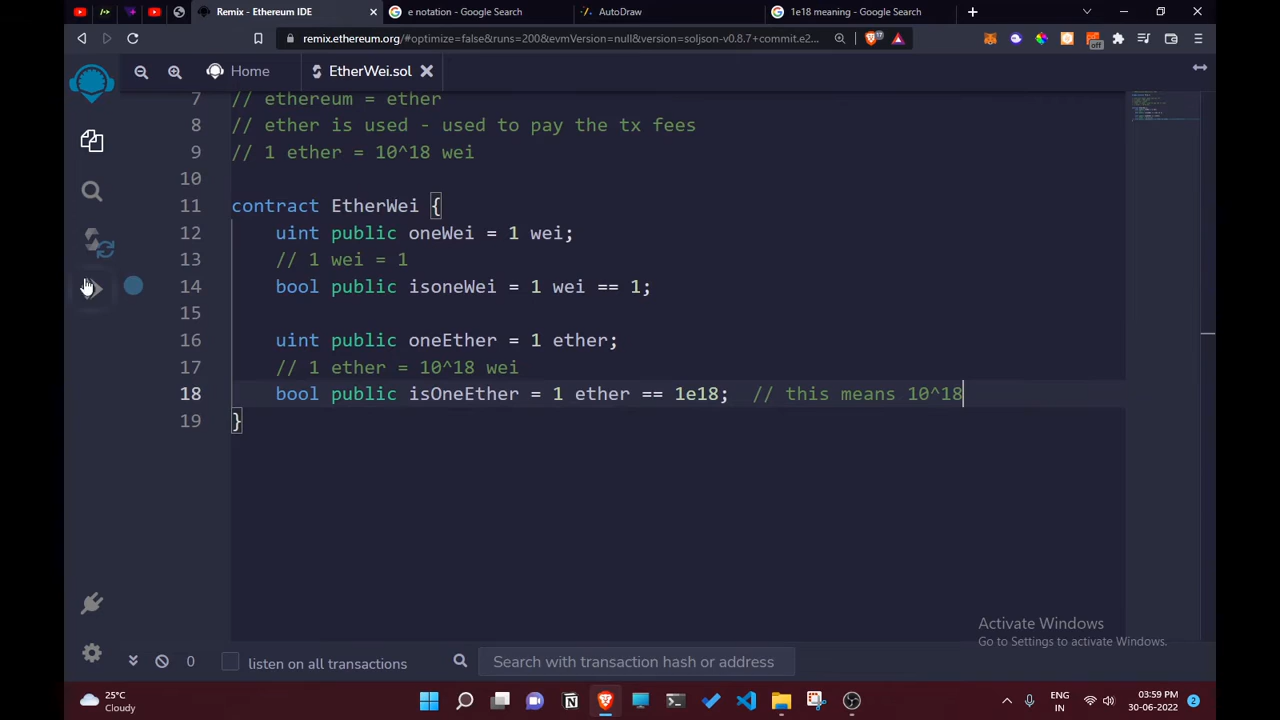 Remix - Ethereum IDE
e notation - Google Search
AutoDraw
1e18 meaning - Google Search
remix.ethereum.org/#optimize=false&runs=200&evmVersion=null&version=soljson-v0.8.7+commit.e2...
17
off
Home
EtherWei.sol
7 // ethereum = ether
8 // ether is used - used to pay the tx fees
9 // 1 ether = 10^18 wei
10
11 contract EtherWei {
12 uint public oneWei = 1 wei;
13 // 1 wei = 1
14 bool public isoneWei = 1 wei == 1;
15
16 uint public oneEther = 1 ether;
17 // 1 ether = 10^18 wei
18 bool public isOneEther = 1 ether == 1e18; // this means 10^18
19 }
Activate Windows
Go to Settings to activate Windows.
0 listen on all transactions Search with transaction hash or address
25°C
Cloudy
ENG
IN
03:59 PM
30-06-2022
2